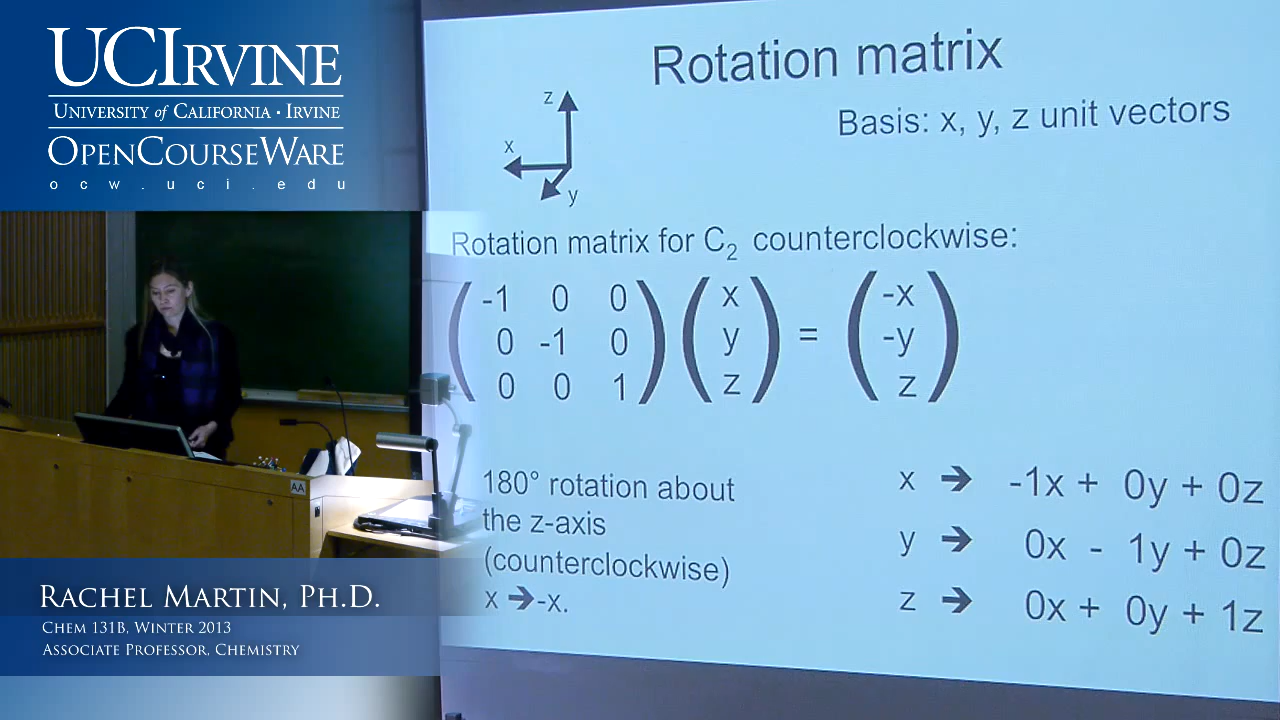 UCIRVINE
UNIVERSITY of CALIFORNIA · IRVINE
OPENCOURSEWARE
ocw.uci.edu
Rotation matrix
Basis: x, y, z unit vectors
z
x
y
Rotation matrix for C₂ counterclockwise:
( -1 0 0 ) ( x ) = ( -x )
( 0 -1 0 ) ( y ) ( -y )
( 0 0 1 ) ( z ) ( z )
180° rotation about
the z-axis
(counterclockwise)
x ➔ -x.
x ➔ -1x + 0y + 0z
y ➔ 0x - 1y + 0z
z ➔ 0x + 0y + 1z
AA
RACHEL MARTIN, PH.D.
CHEM 131B, WINTER 2013
ASSOCIATE PROFESSOR, CHEMISTRY